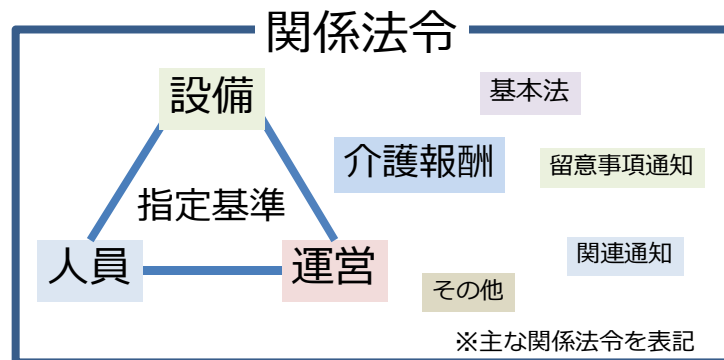 関係法令
設備
基本法
介護報酬
留意事項通知
指定基準
人員
運営
関連通知
その他
※主な関係法令を表記